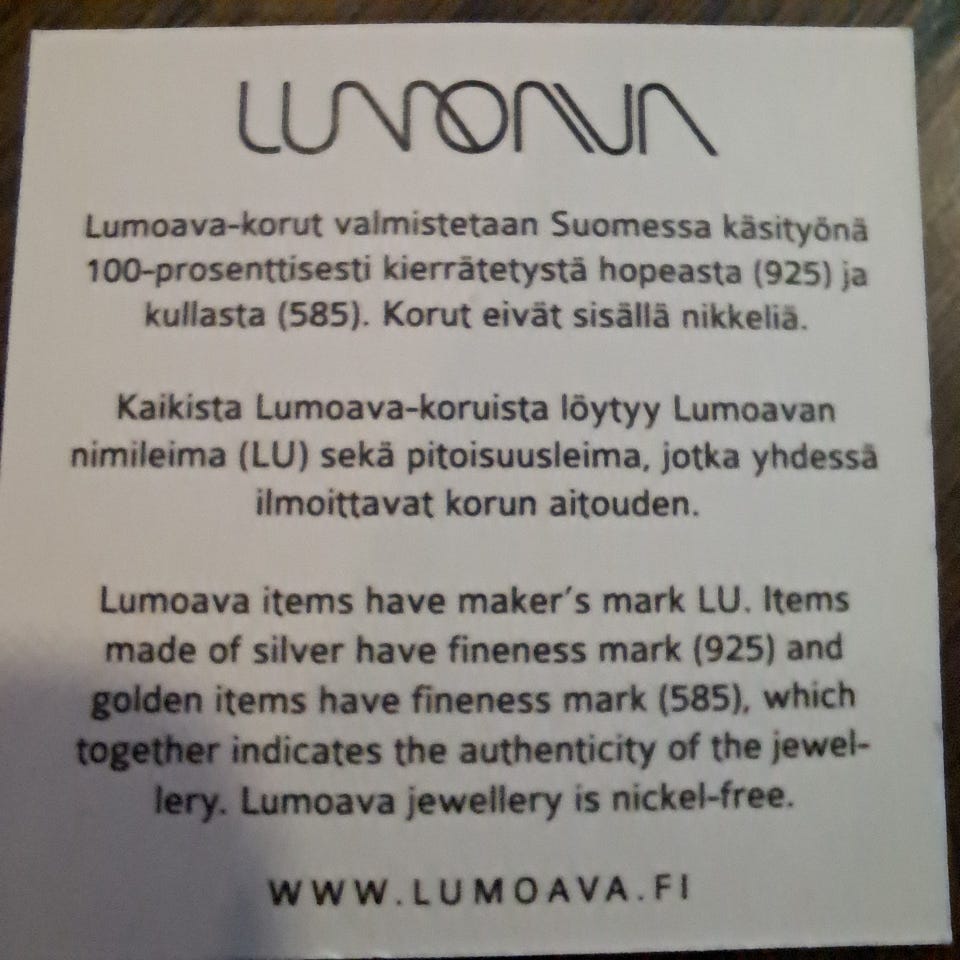 LUMOAVA
Lumoava-korut valmistetaan Suomessa käsityönä
100-prosenttisesti kierrätetystä hopeasta (925) ja
kullasta (585). Korut eivät sisällä nikkeliä.
Kaikista Lumoava-koruista löytyy Lumoavan
nimileima (LU) sekä pitoisuusleima, jotka yhdessä
ilmoittavat korun aitouden.
Lumoava items have maker's mark LU. Items
made of silver have fineness mark (925) and
golden items have fineness mark (585), which
together indicates the authenticity of the jewel-
lery. Lumoava jewellery is nickel-free.
WWW.LUMOAVA.FI